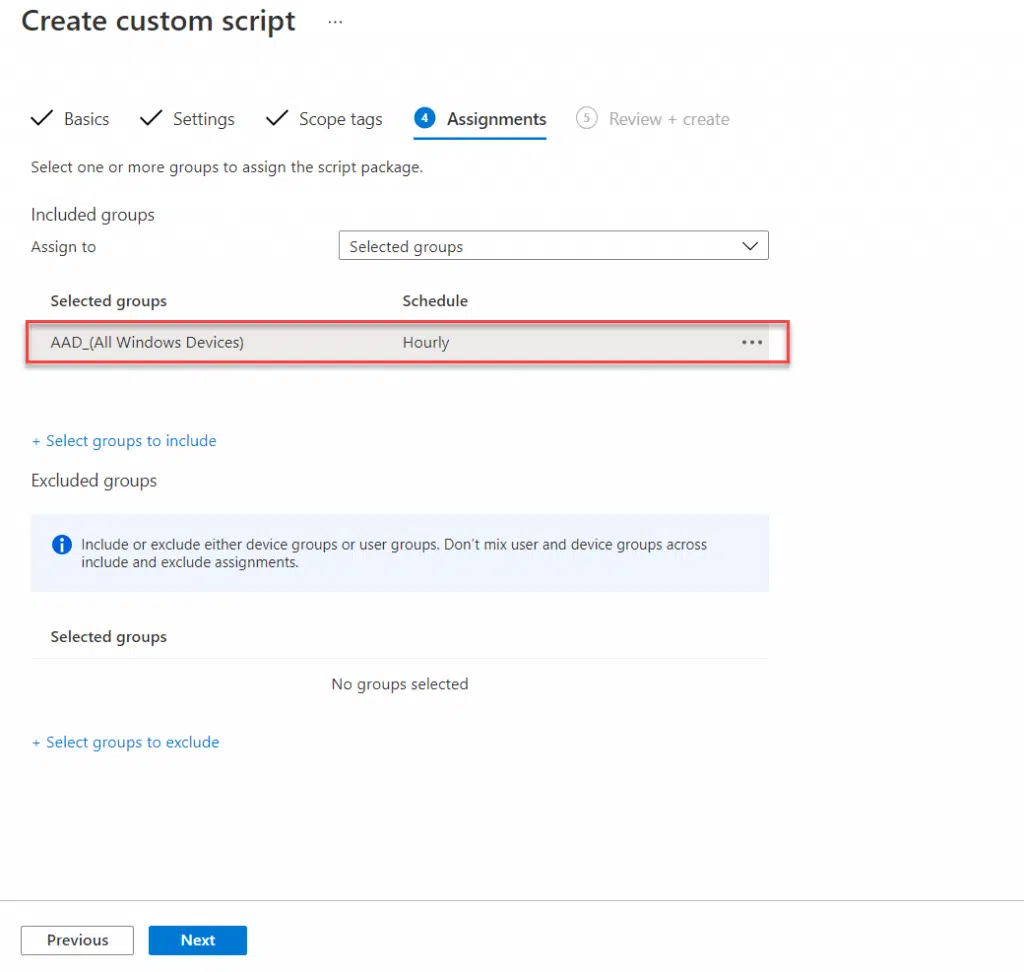 Create custom script ...
Basics Settings Scope tags 4 Assignments 5 Review + create
Select one or more groups to assign the script package.
Included groups
Assign to Selected groups
Selected groups Schedule
AAD_(All Windows Devices) Hourly ...
+ Select groups to include
Excluded groups
Include or exclude either device groups or user groups. Don't mix user and device groups across
include and exclude assignments.
Selected groups
No groups selected
+ Select groups to exclude
Previous Next